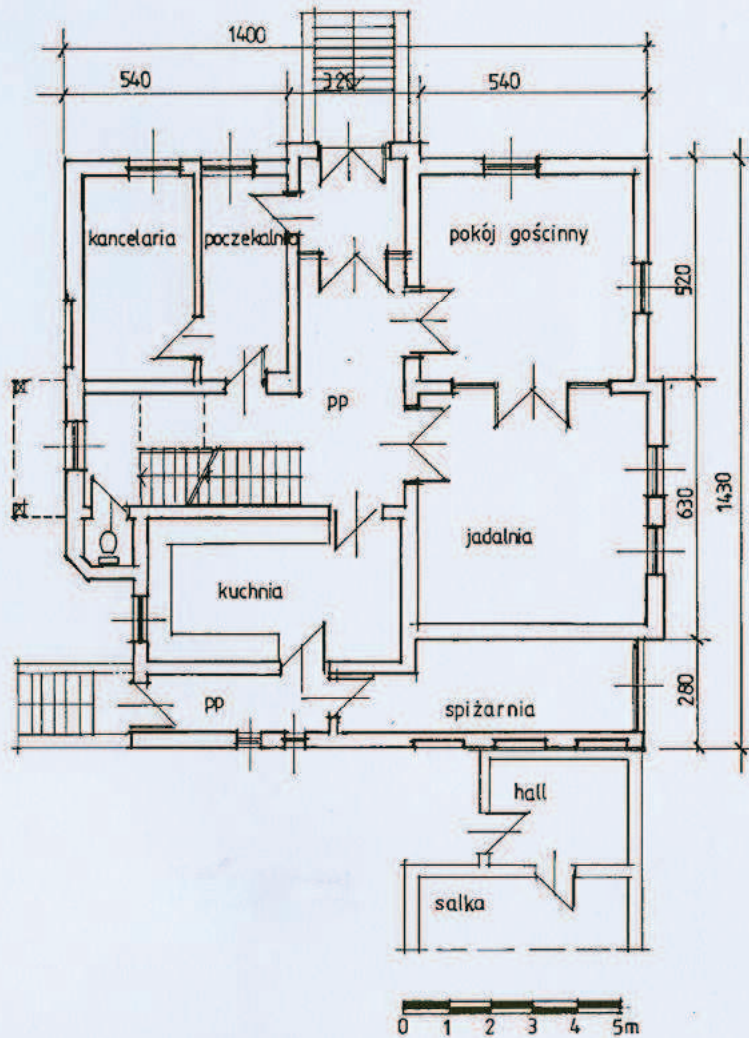 1400
540 320 540
kancelaria
poczekalnia
pokój gościnny
520
pp
630
1430
jadalnia
kuchnia
280
pp
spiżarnia
hall
salka
0 1 2 3 4 5m